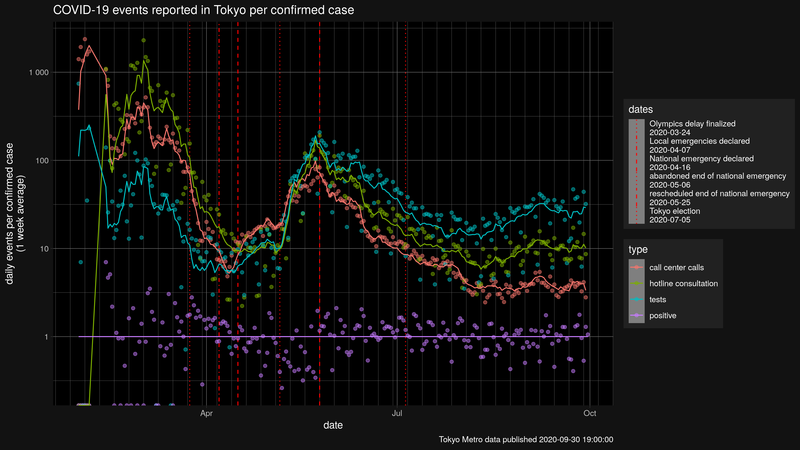 COVID-19 events reported in Tokyo per confirmed case
daily events per confirmed case
(1 week average)
1 000
100
10
1
Apr
Jul
Oct
date
dates
Olympics delay finalized
2020-03-24
Local emergencies declared
2020-04-07
National emergency declared
2020-04-16
abandoned end of national emergency
2020-05-06
rescheduled end of national emergency
2020-05-25
Tokyo election
2020-07-05
type
call center calls
hotline consultation
tests
positive
Tokyo Metro data published 2020-09-30 19:00:00